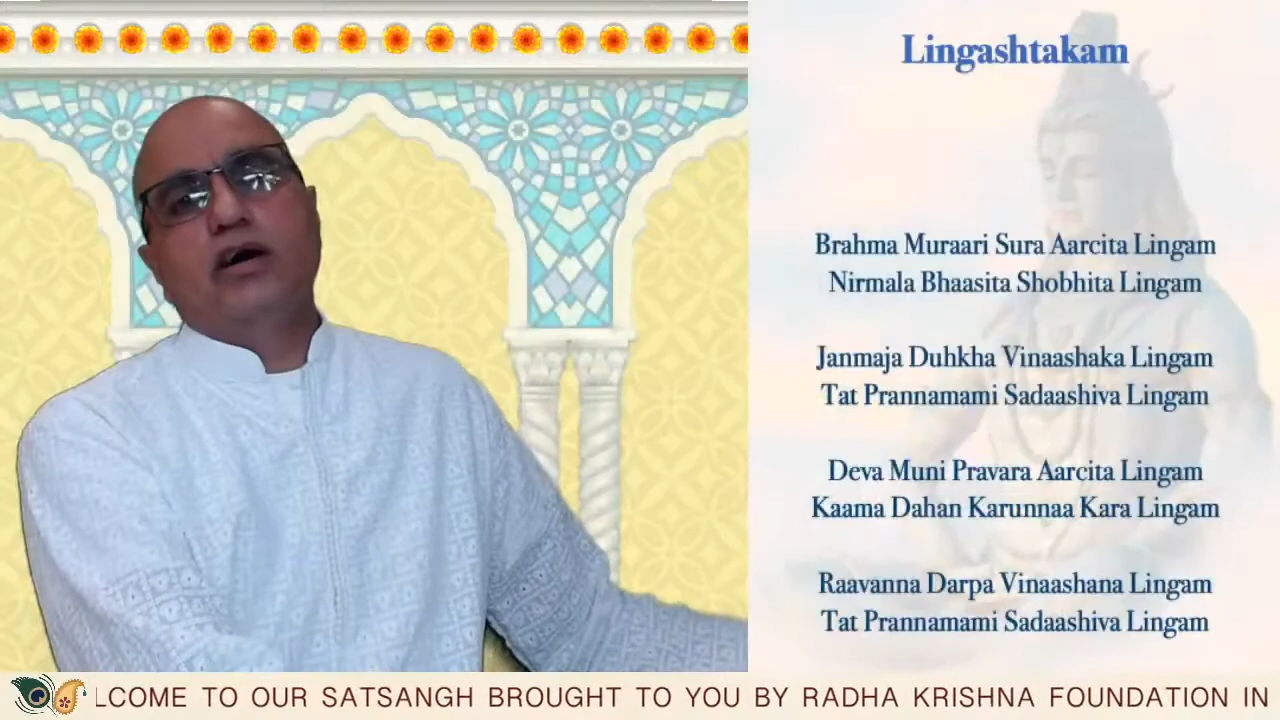 Lingashtakam
Brahma Muraari Sura Aarcita Lingam
Nirmala Bhaasita Shobhita Lingam
Janmaja Duhkha Vinaashaka Lingam
Tat Prannamami Sadaashiva Lingam
Deva Muni Pravara Aarcita Lingam
Kaama Dahan Karunnaa Kara Lingam
Raavanna Darpa Vinaashana Lingam
Tat Prannamami Sadaashiva Lingam
LCOME TO OUR SATSANGH BROUGHT TO YOU BY RADHA KRISHNA FOUNDATION IN